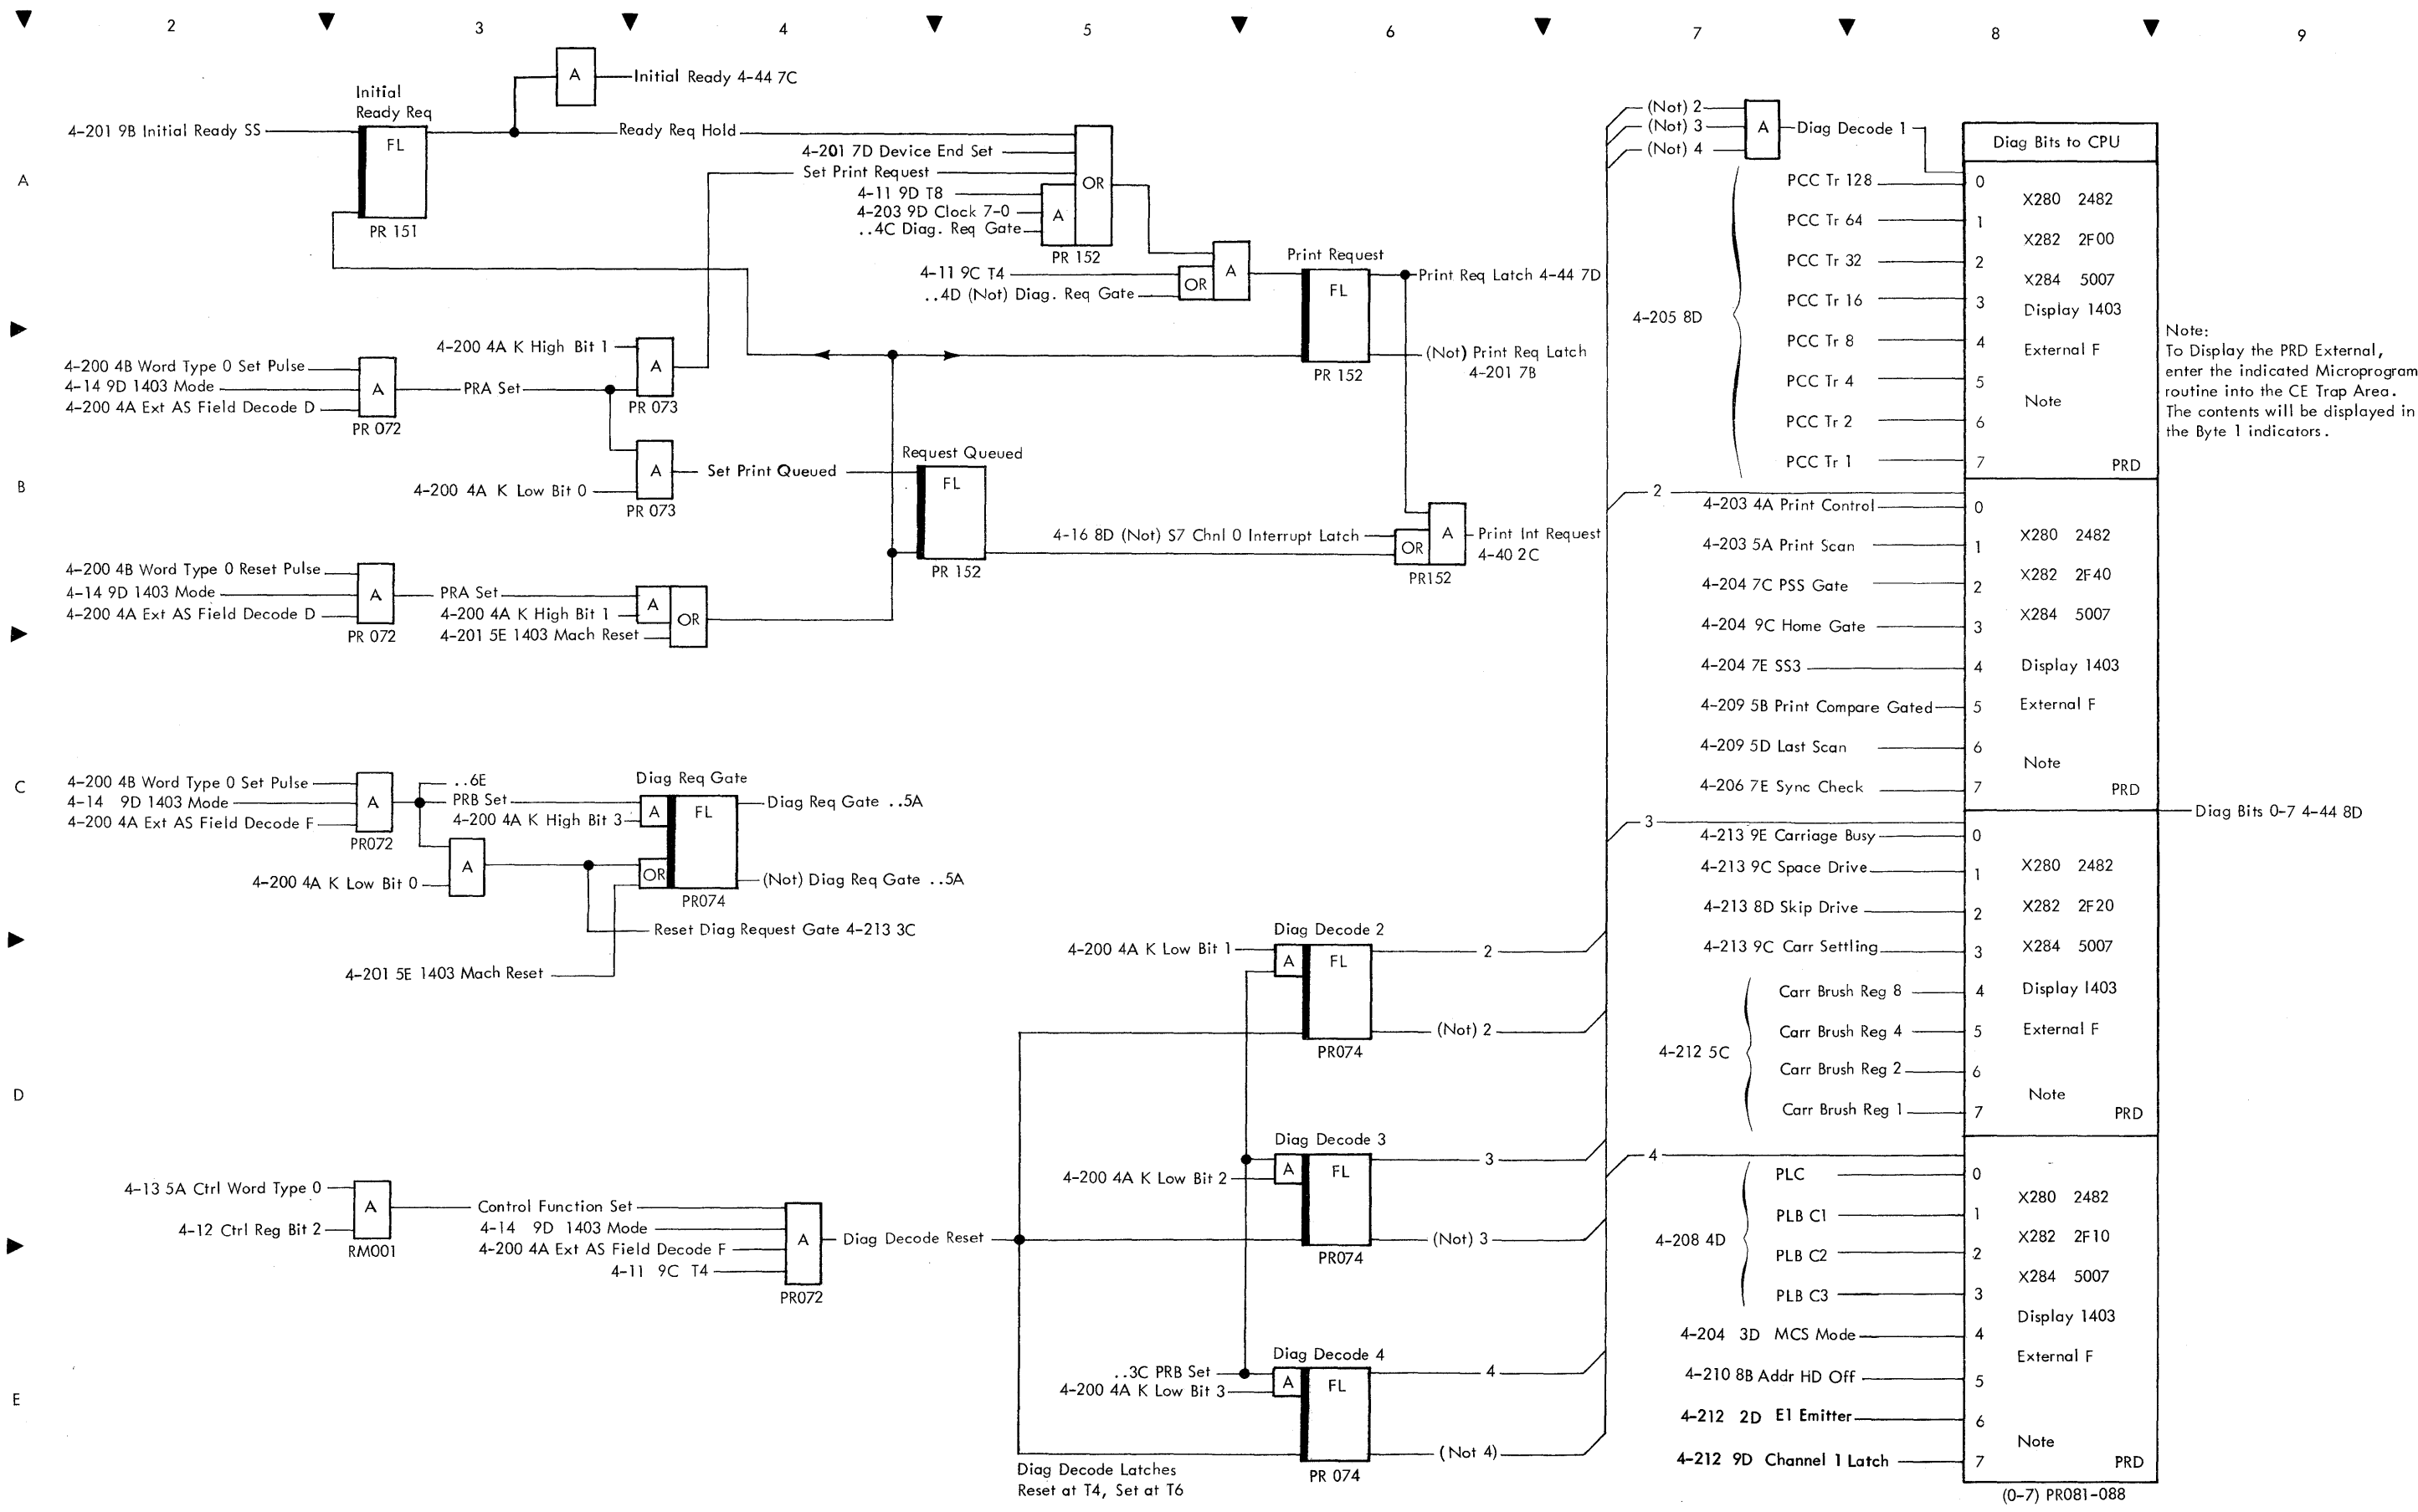 2 3 4 5 6 7 8 9
A
B
C
D
E
Initial
Ready Req
4-201 9B Initial Ready SS
FL
PR 151
A
Initial Ready 4-44 7C
Ready Req Hold
4-201 7D Device End Set
Set Print Request
4-11 9D T8
4-203 9D Clock 7-0
..4C Diag. Req Gate
A
OR
PR 152
4-11 9C T4
..4D (Not) Diag. Req Gate
OR
A
Print Request
FL
PR 152
Print Req Latch 4-44 7D
(Not) Print Req Latch
4-201 7B
4-200 4B Word Type 0 Set Pulse
4-14 9D 1403 Mode
4-200 4A Ext AS Field Decode D
A
PR 072
PRA Set
4-200 4A K High Bit 1
A
PR 073
A
Set Print Queued
4-200 4A K Low Bit 0
PR 073
Request Queued
FL
PR 152
4-16 8D (Not) S7 Chnl 0 Interrupt Latch
OR
A
Print Int Request
4-40 2C
PR152
4-200 4B Word Type 0 Reset Pulse
4-14 9D 1403 Mode
4-200 4A Ext AS Field Decode D
A
PR 072
PRA Set
4-200 4A K High Bit 1
4-201 5E 1403 Mach Reset
A
OR
4-200 4B Word Type 0 Set Pulse
4-14 9D 1403 Mode
4-200 4A Ext AS Field Decode F
A
PR072
..6E
PRB Set
4-200 4A K High Bit 3
Diag Req Gate
A
FL
OR
PR074
Diag Req Gate ..5A
(Not) Diag Req Gate ..5A
A
4-200 4A K Low Bit 0
Reset Diag Request Gate 4-213 3C
4-201 5E 1403 Mach Reset
4-13 5A Ctrl Word Type 0
4-12 Ctrl Reg Bit 2
A
RM001
Control Function Set
4-14 9D 1403 Mode
4-200 4A Ext AS Field Decode F
4-11 9C T4
A
PR072
Diag Decode Reset
Diag Decode 2
4-200 4A K Low Bit 1
A
FL
PR074
2
(Not) 2
Diag Decode 3
4-200 4A K Low Bit 2
A
FL
PR074
3
(Not) 3
Diag Decode 4
..3C PRB Set
4-200 4A K Low Bit 3
A
FL
PR 074
4
(Not 4)
Diag Decode Latches
Reset at T4, Set at T6
(Not) 2
(Not) 3
(Not) 4
A
Diag Decode 1
Diag Bits to CPU
4-205 8D
PCC Tr 128 0
PCC Tr 64 1
PCC Tr 32 2
PCC Tr 16 3
PCC Tr 8 4
PCC Tr 4 5
PCC Tr 2 6
PCC Tr 1 7
X280 2482
X282 2F00
X284 5007
Display 1403
External F
Note
PRD
Note:
To Display the PRD External,
enter the indicated Microprogram
routine into the CE Trap Area.
The contents will be displayed in
the Byte 1 indicators.
2
4-203 4A Print Control 0
4-203 5A Print Scan 1
4-204 7C PSS Gate 2
4-204 9C Home Gate 3
4-204 7E SS3 4
4-209 5B Print Compare Gated 5
4-209 5D Last Scan 6
4-206 7E Sync Check 7
X280 2482
X282 2F40
X284 5007
Display 1403
External F
Note
PRD
Diag Bits 0-7 4-44 8D
3
4-213 9E Carriage Busy 0
4-213 9C Space Drive 1
4-213 8D Skip Drive 2
4-213 9C Carr Settling 3
4-212 5C
Carr Brush Reg 8 4
Carr Brush Reg 4 5
Carr Brush Reg 2 6
Carr Brush Reg 1 7
X280 2482
X282 2F20
X284 5007
Display 1403
External F
Note
PRD
4
4-208 4D
PLC 0
PLB C1 1
PLB C2 2
PLB C3 3
4-204 3D MCS Mode 4
4-210 8B Addr HD Off 5
4-212 2D E1 Emitter 6
4-212 9D Channel 1 Latch 7
X280 2482
X282 2F10
X284 5007
Display 1403
External F
Note
PRD
(0-7) PR081-088